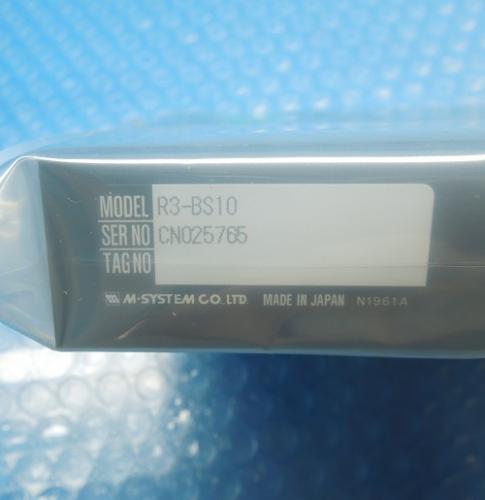 MODEL R3-BS10
SER NO CN025765
TAG NO
M-SYSTEM CO.,LTD. MADE IN JAPAN N1961A